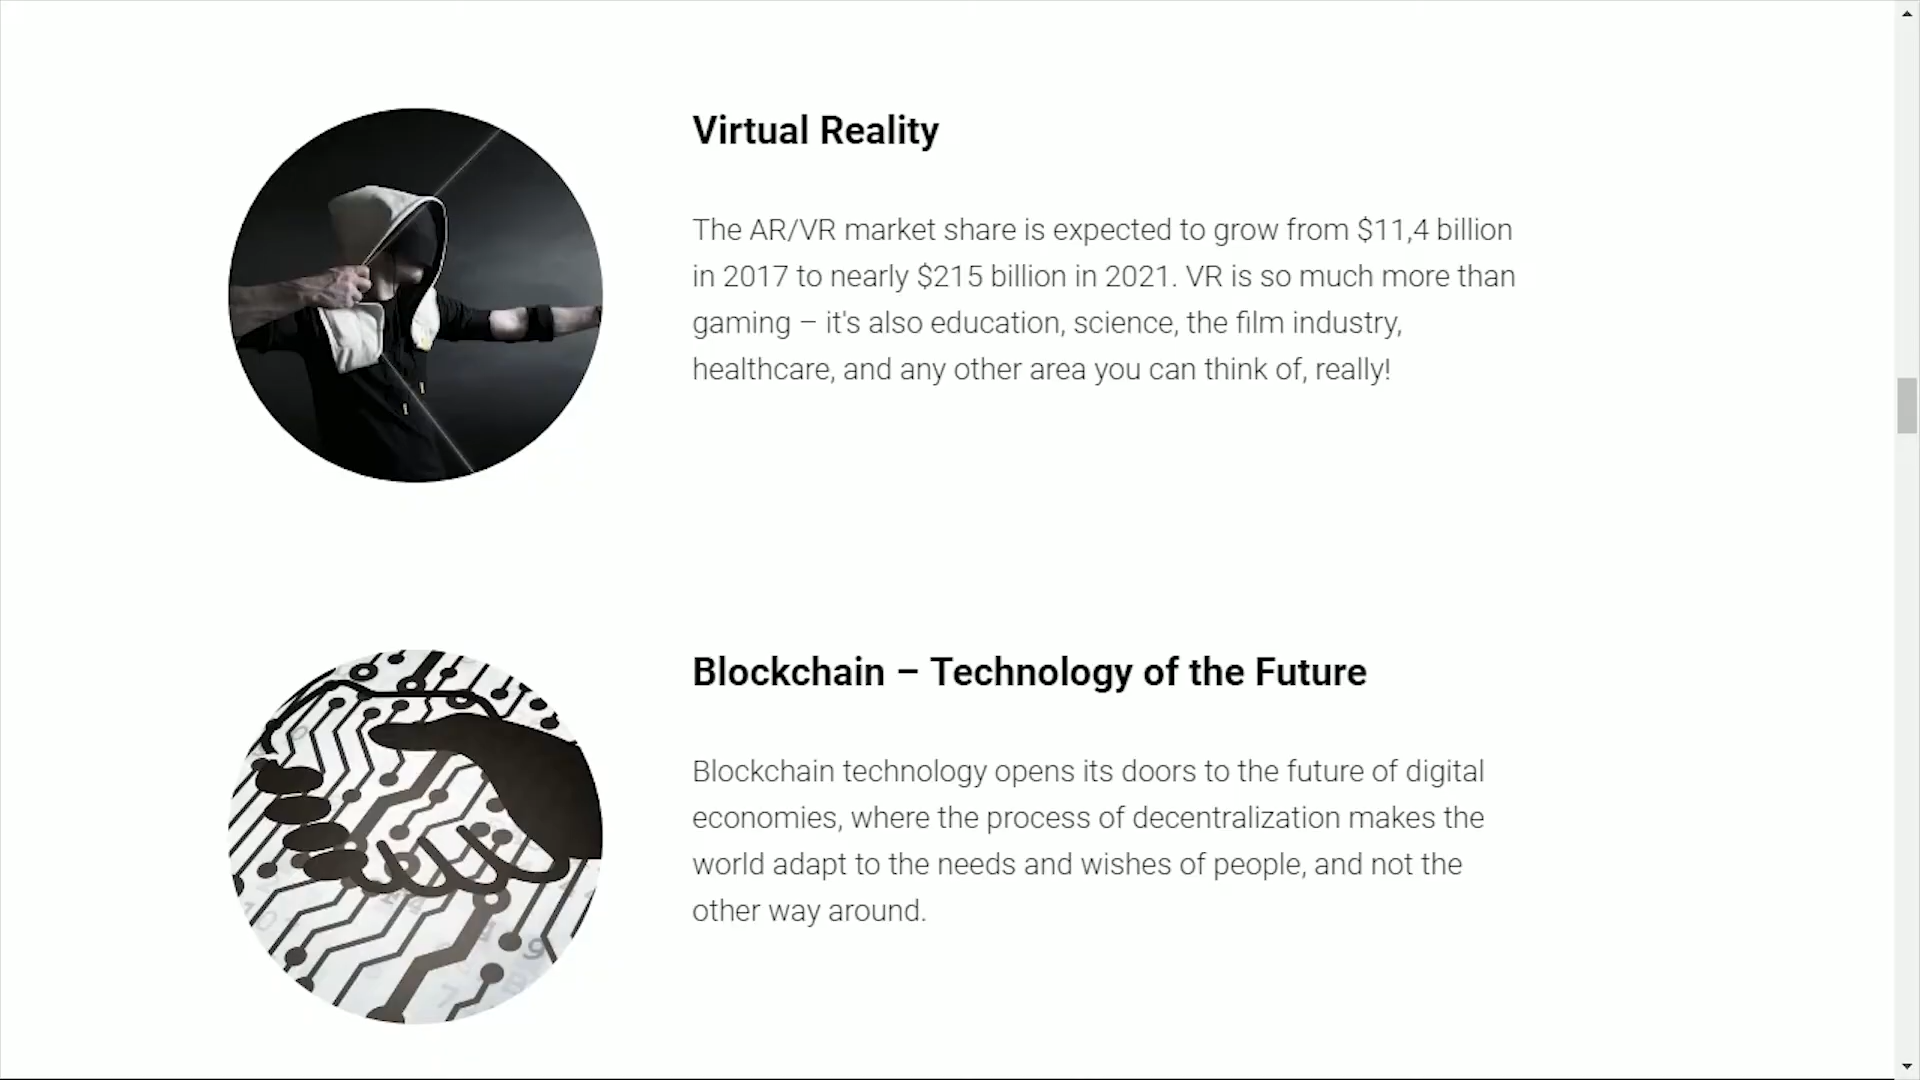 Virtual Reality
The AR/VR market share is expected to grow from $11,4 billion
in 2017 to nearly $215 billion in 2021. VR is so much more than
gaming – it's also education, science, the film industry,
healthcare, and any other area you can think of, really!
Blockchain – Technology of the Future
Blockchain technology opens its doors to the future of digital
economies, where the process of decentralization makes the
world adapt to the needs and wishes of people, and not the
other way around.